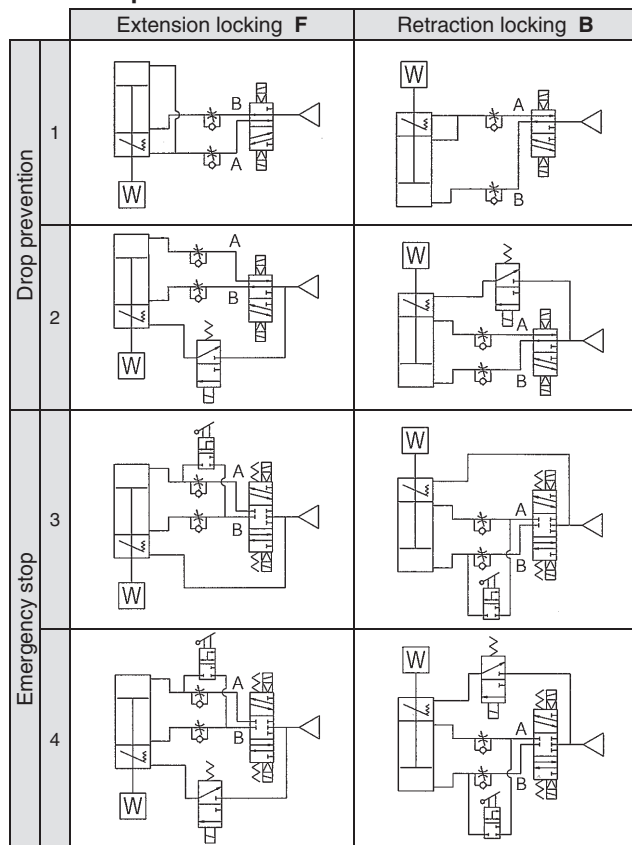 Extension locking F
Retraction locking B
Drop prevention
1
B
A
W
W
A
B
2
A
B
W
W
A
B
Emergency stop
3
A
B
W
W
A
B
4
A
B
W
W
A
B